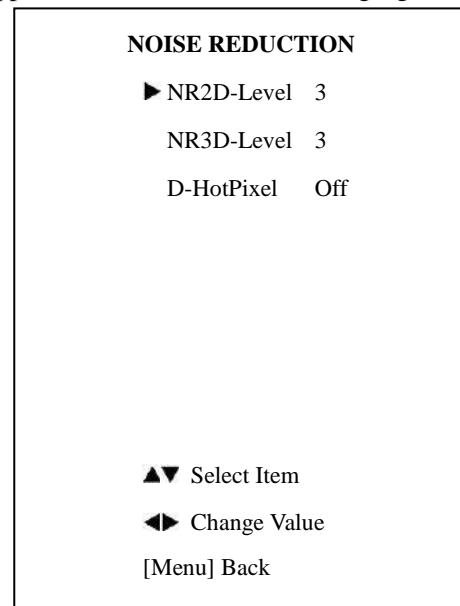 NOISE REDUCTION
▶ NR2D-Level 3
NR3D-Level 3
D-HotPixel Off
▲▼ Select Item
◀▶ Change Value
[Menu] Back